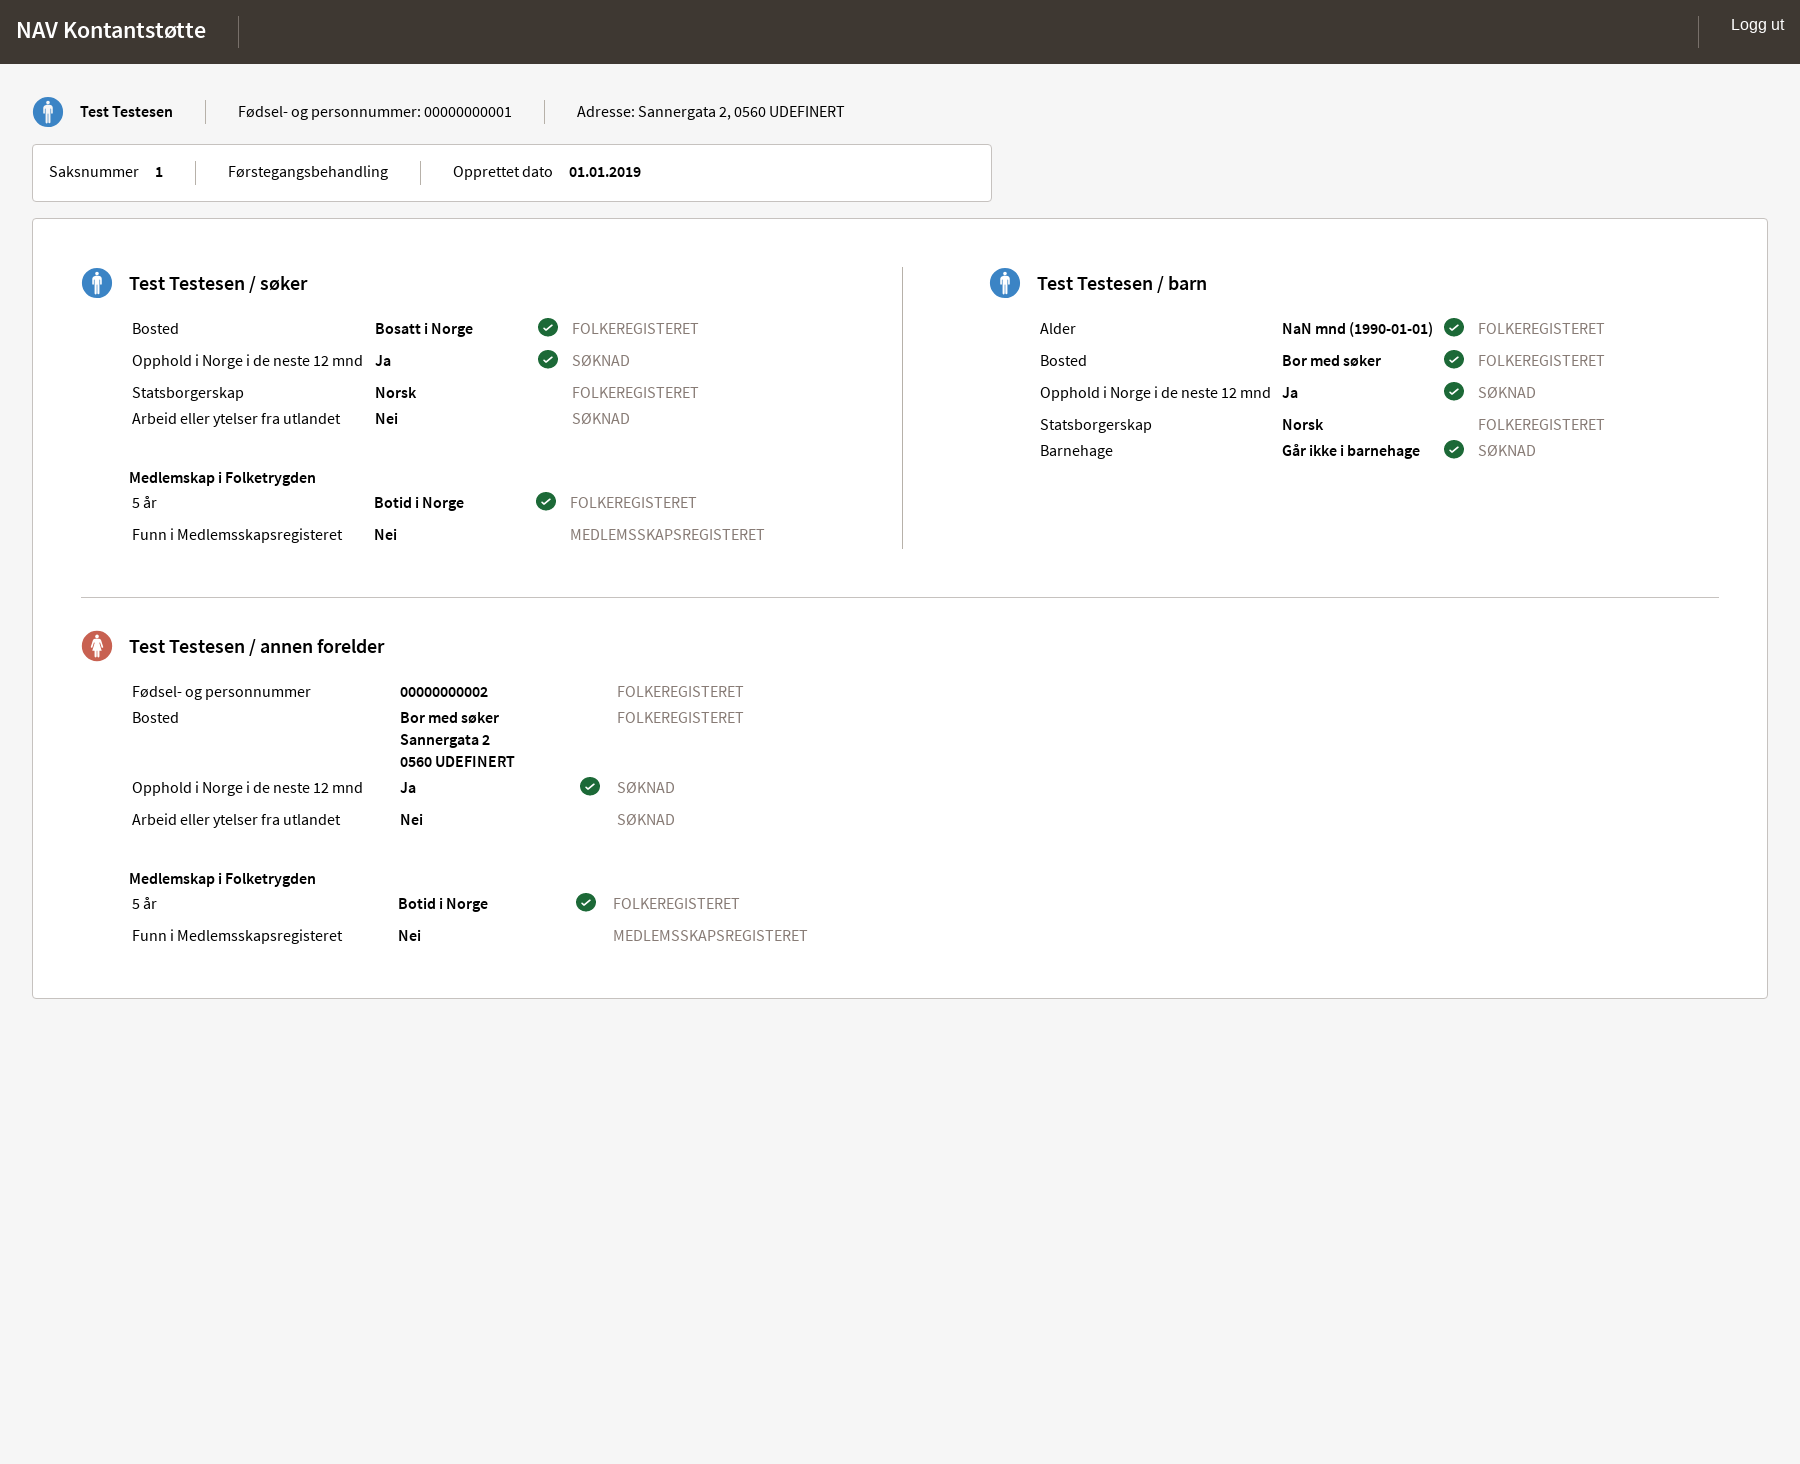 NAV Kontantstøtte
Logg ut
Test Testesen Fødsel- og personnummer: 00000000001 Adresse: Sannergata 2, 0560 UDEFINERT
Saksnummer 1 Førstegangsbehandling Opprettet dato 01.01.2019
Test Testesen / søker
Bosted Bosatt i Norge FOLKEREGISTERET
Opphold i Norge i de neste 12 mnd Ja SØKNAD
Statsborgerskap Norsk FOLKEREGISTERET
Arbeid eller ytelser fra utlandet Nei SØKNAD
Medlemskap i Folketrygden
5 år Botid i Norge FOLKEREGISTERET
Funn i Medlemsskapsregisteret Nei MEDLEMSSKAPSREGISTERET
Test Testesen / barn
Alder NaN mnd (1990-01-01) FOLKEREGISTERET
Bosted Bor med søker FOLKEREGISTERET
Opphold i Norge i de neste 12 mnd Ja SØKNAD
Statsborgerskap Norsk FOLKEREGISTERET
Barnehage Går ikke i barnehage SØKNAD
Test Testesen / annen forelder
Fødsel- og personnummer 00000000002 FOLKEREGISTERET
Bosted Bor med søker FOLKEREGISTERET
Sannergata 2
0560 UDEFINERT
Opphold i Norge i de neste 12 mnd Ja SØKNAD
Arbeid eller ytelser fra utlandet Nei SØKNAD
Medlemskap i Folketrygden
5 år Botid i Norge FOLKEREGISTERET
Funn i Medlemsskapsregisteret Nei MEDLEMSSKAPSREGISTERET